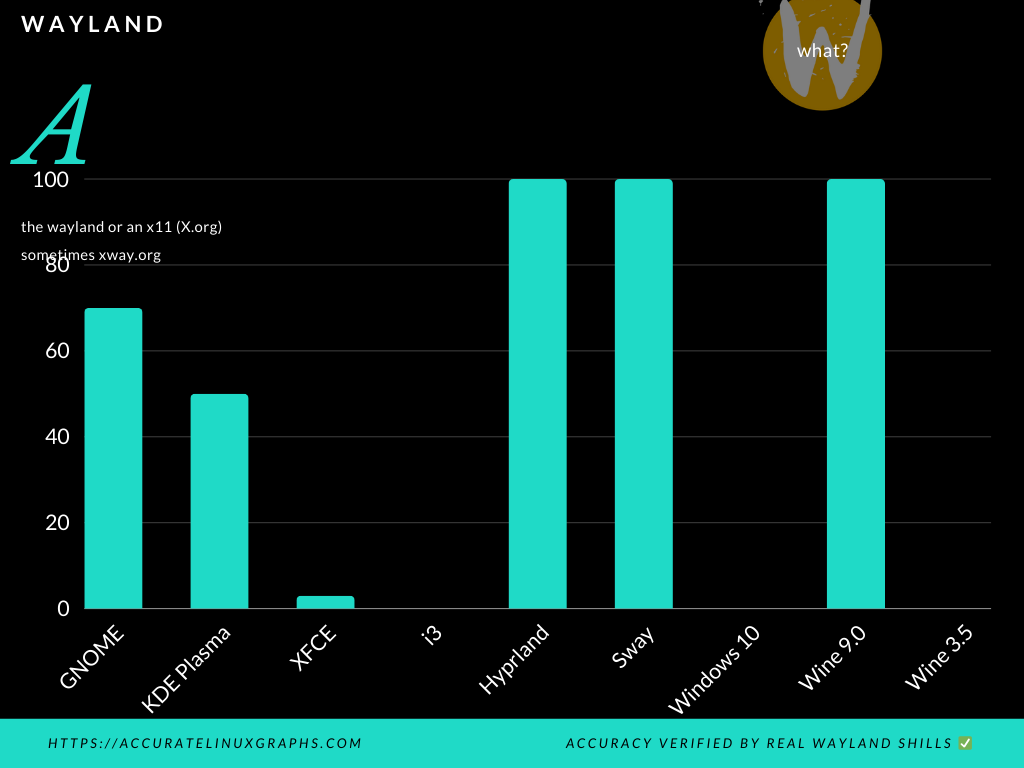 WAYLAND
W
what?
A
100
the wayland or an x11 (X.org)
sometimes xway.org
80
60
40
20
0
GNOME
KDE Plasma
XFCE
i3
Hyprland
Sway
Windows 10
Wine 9.0
Wine 3.5
HTTPS://ACCURATELINUXGRAPHS.COM
ACCURACY VERIFIED BY REAL WAYLAND SHILLS ✅